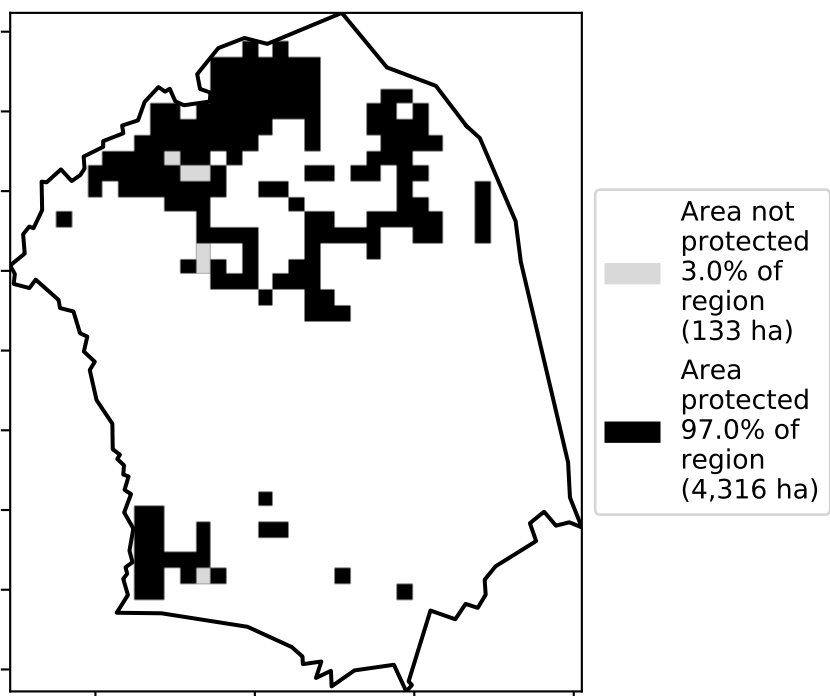 Area not
protected
3.0% of
region
(133 ha)
Area
protected
97.0% of
region
(4,316 ha)